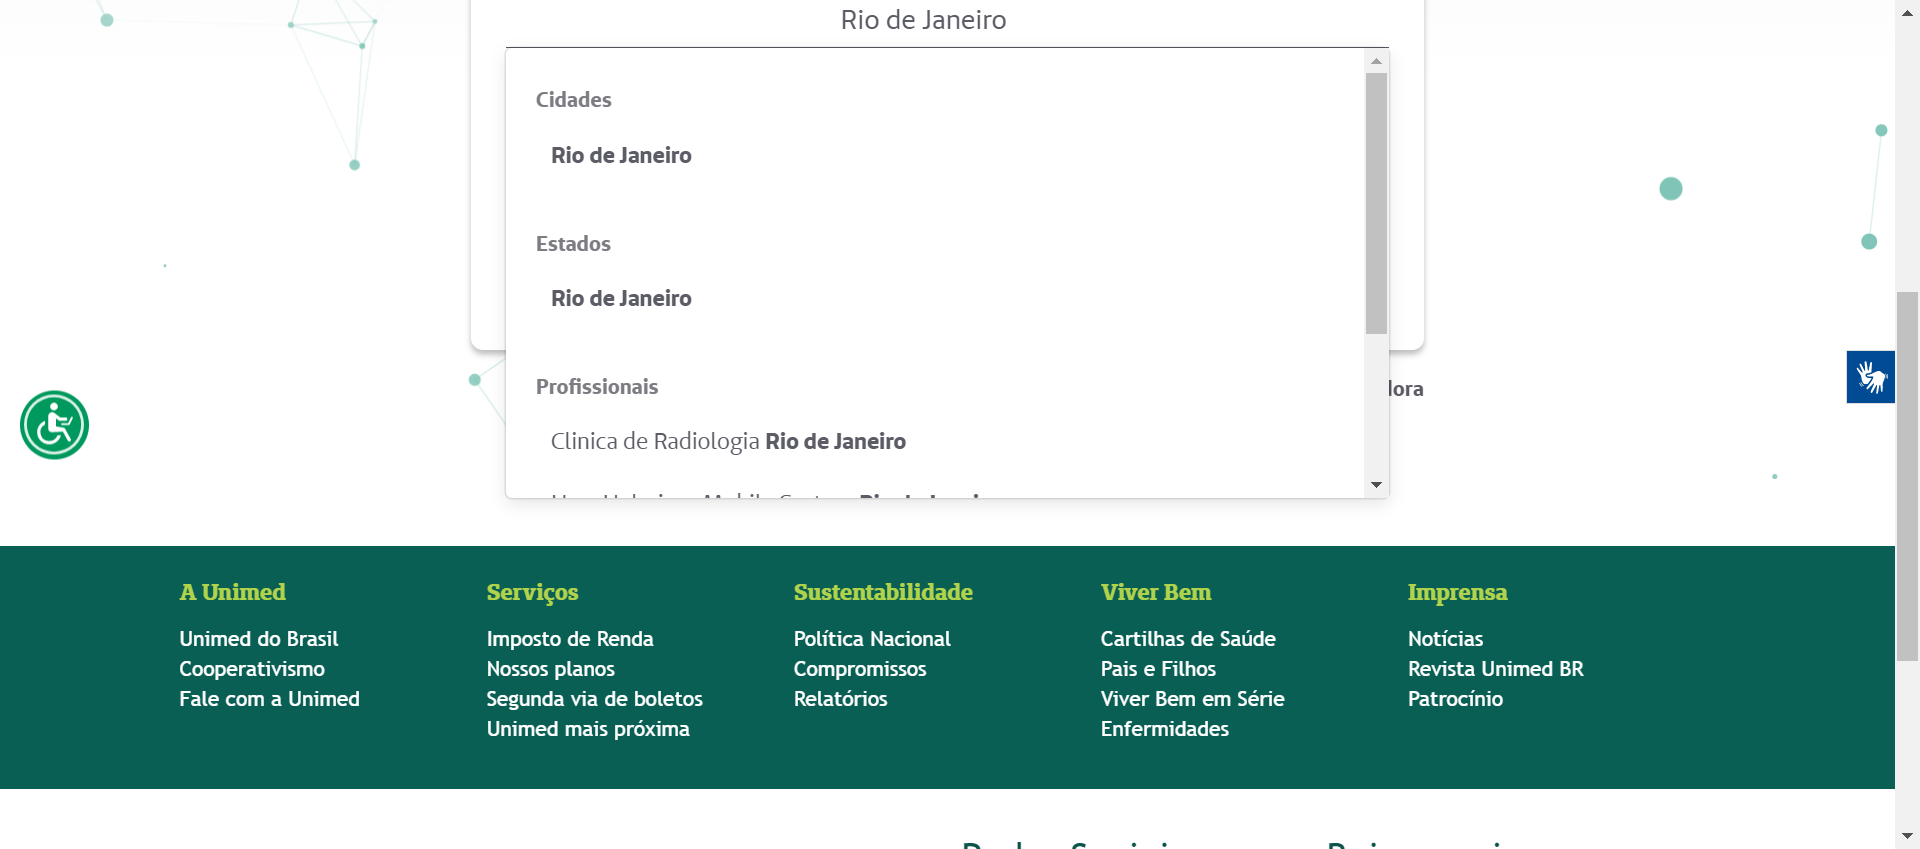 Rio de Janeiro
Cidades
Rio de Janeiro
Estados
Rio de Janeiro
Profissionais
Clinica de Radiologia Rio de Janeiro
A Unimed
Unimed do Brasil
Cooperativismo
Fale com a Unimed
Serviços
Imposto de Renda
Nossos planos
Segunda via de boletos
Unimed mais próxima
Sustentabilidade
Política Nacional
Compromissos
Relatórios
Viver Bem
Cartilhas de Saúde
Pais e Filhos
Viver Bem em Série
Enfermidades
Imprensa
Notícias
Revista Unimed BR
Patrocínio